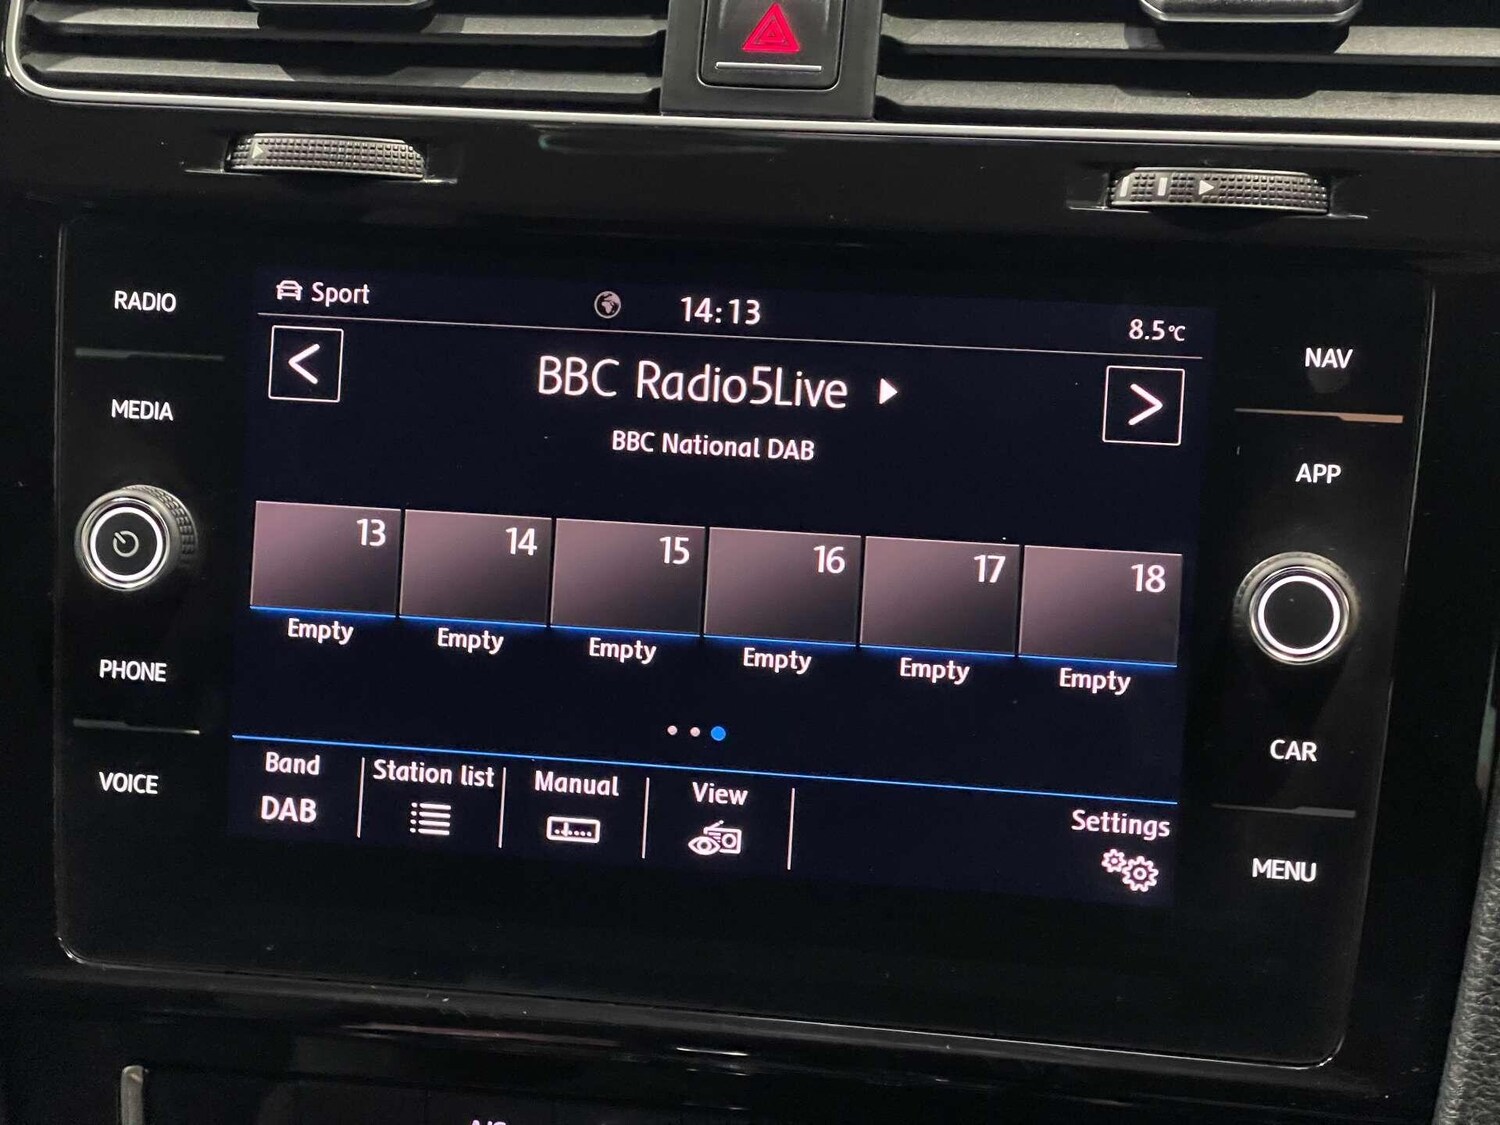 RADIO
MEDIA
PHONE
VOICE
Sport
14:13
8.5°C
<
BBC Radio5Live
>
BBC National DAB
13
14
15
16
17
18
Empty
Empty
Empty
Empty
Empty
Empty
Band
DAB
Station list
Manual
View
Settings
NAV
APP
CAR
MENU